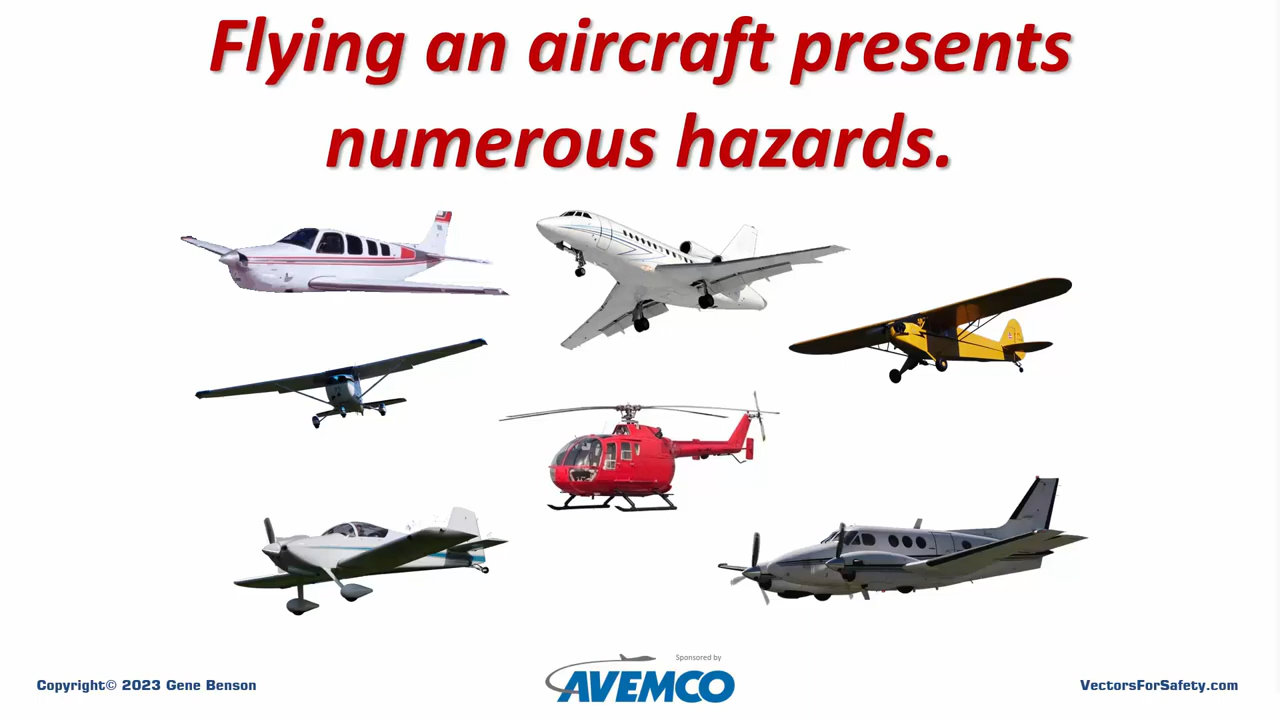 Flying an aircraft presents
numerous hazards.
Sponsored by
AVEMCO
Copyright© 2023 Gene Benson
VectorsForSafety.com